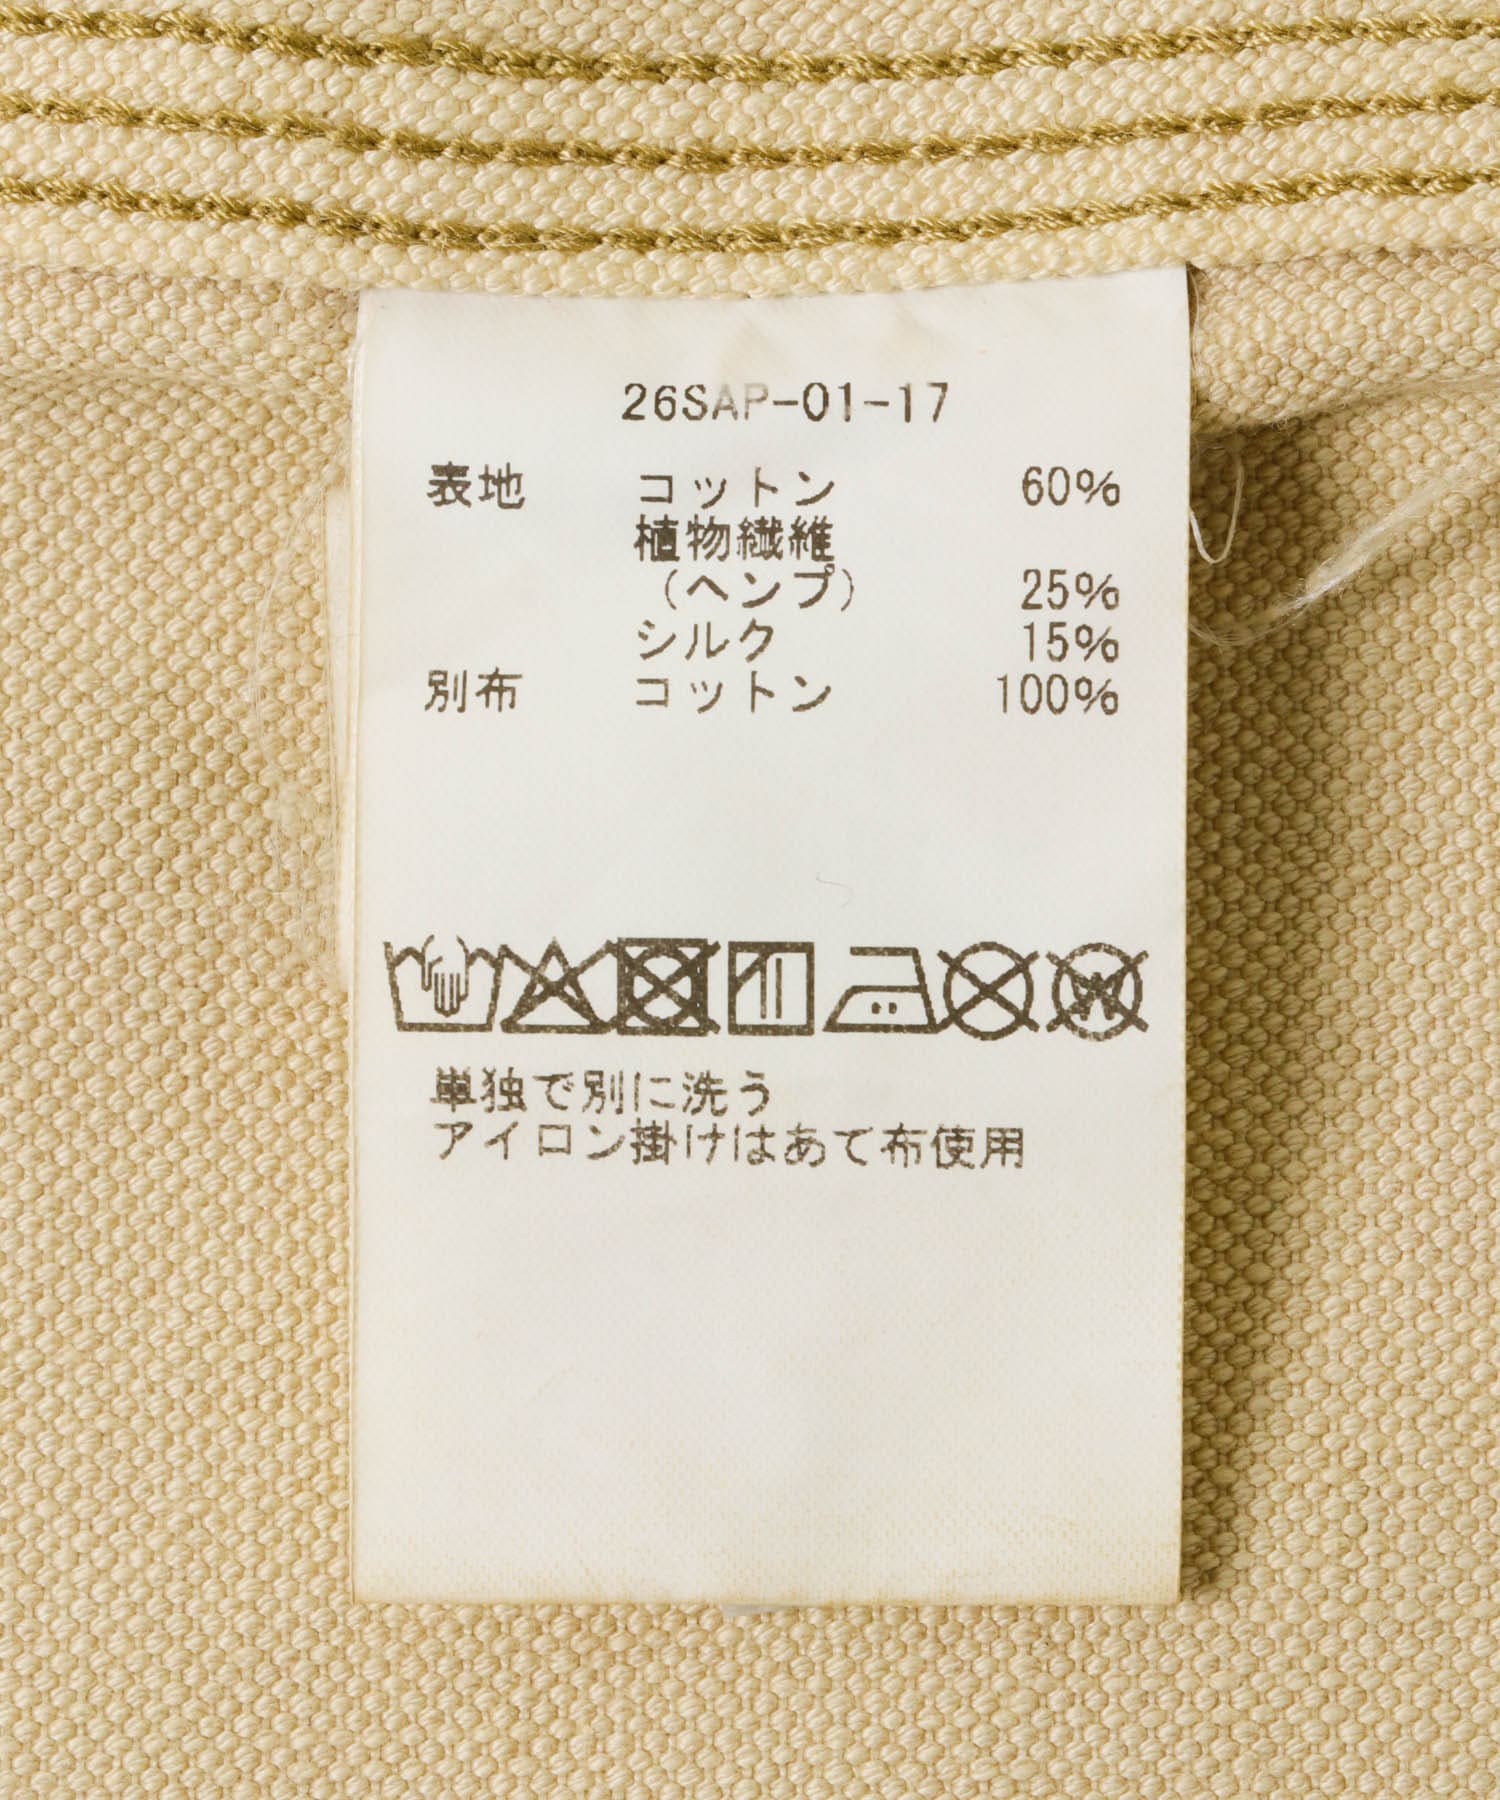 26SAP-01-17
表地 コットン 60%
植物繊維
(ヘンプ) 25%
シルク 15%
別布 コットン 100%
単独で別に洗う
アイロン掛けはあて布使用